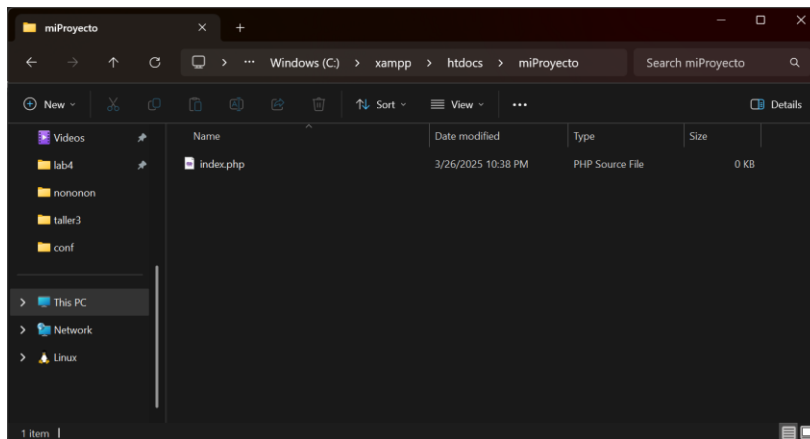 miProyecto
Windows (C:) > xampp > htdocs > miProyecto
Search miProyecto
New
Sort
View
Details
Videos
lab4
nononon
taller3
conf
This PC
Network
Linux
Name Date modified Type Size
index.php 3/26/2025 10:38 PM PHP Source File 0 KB
1 item